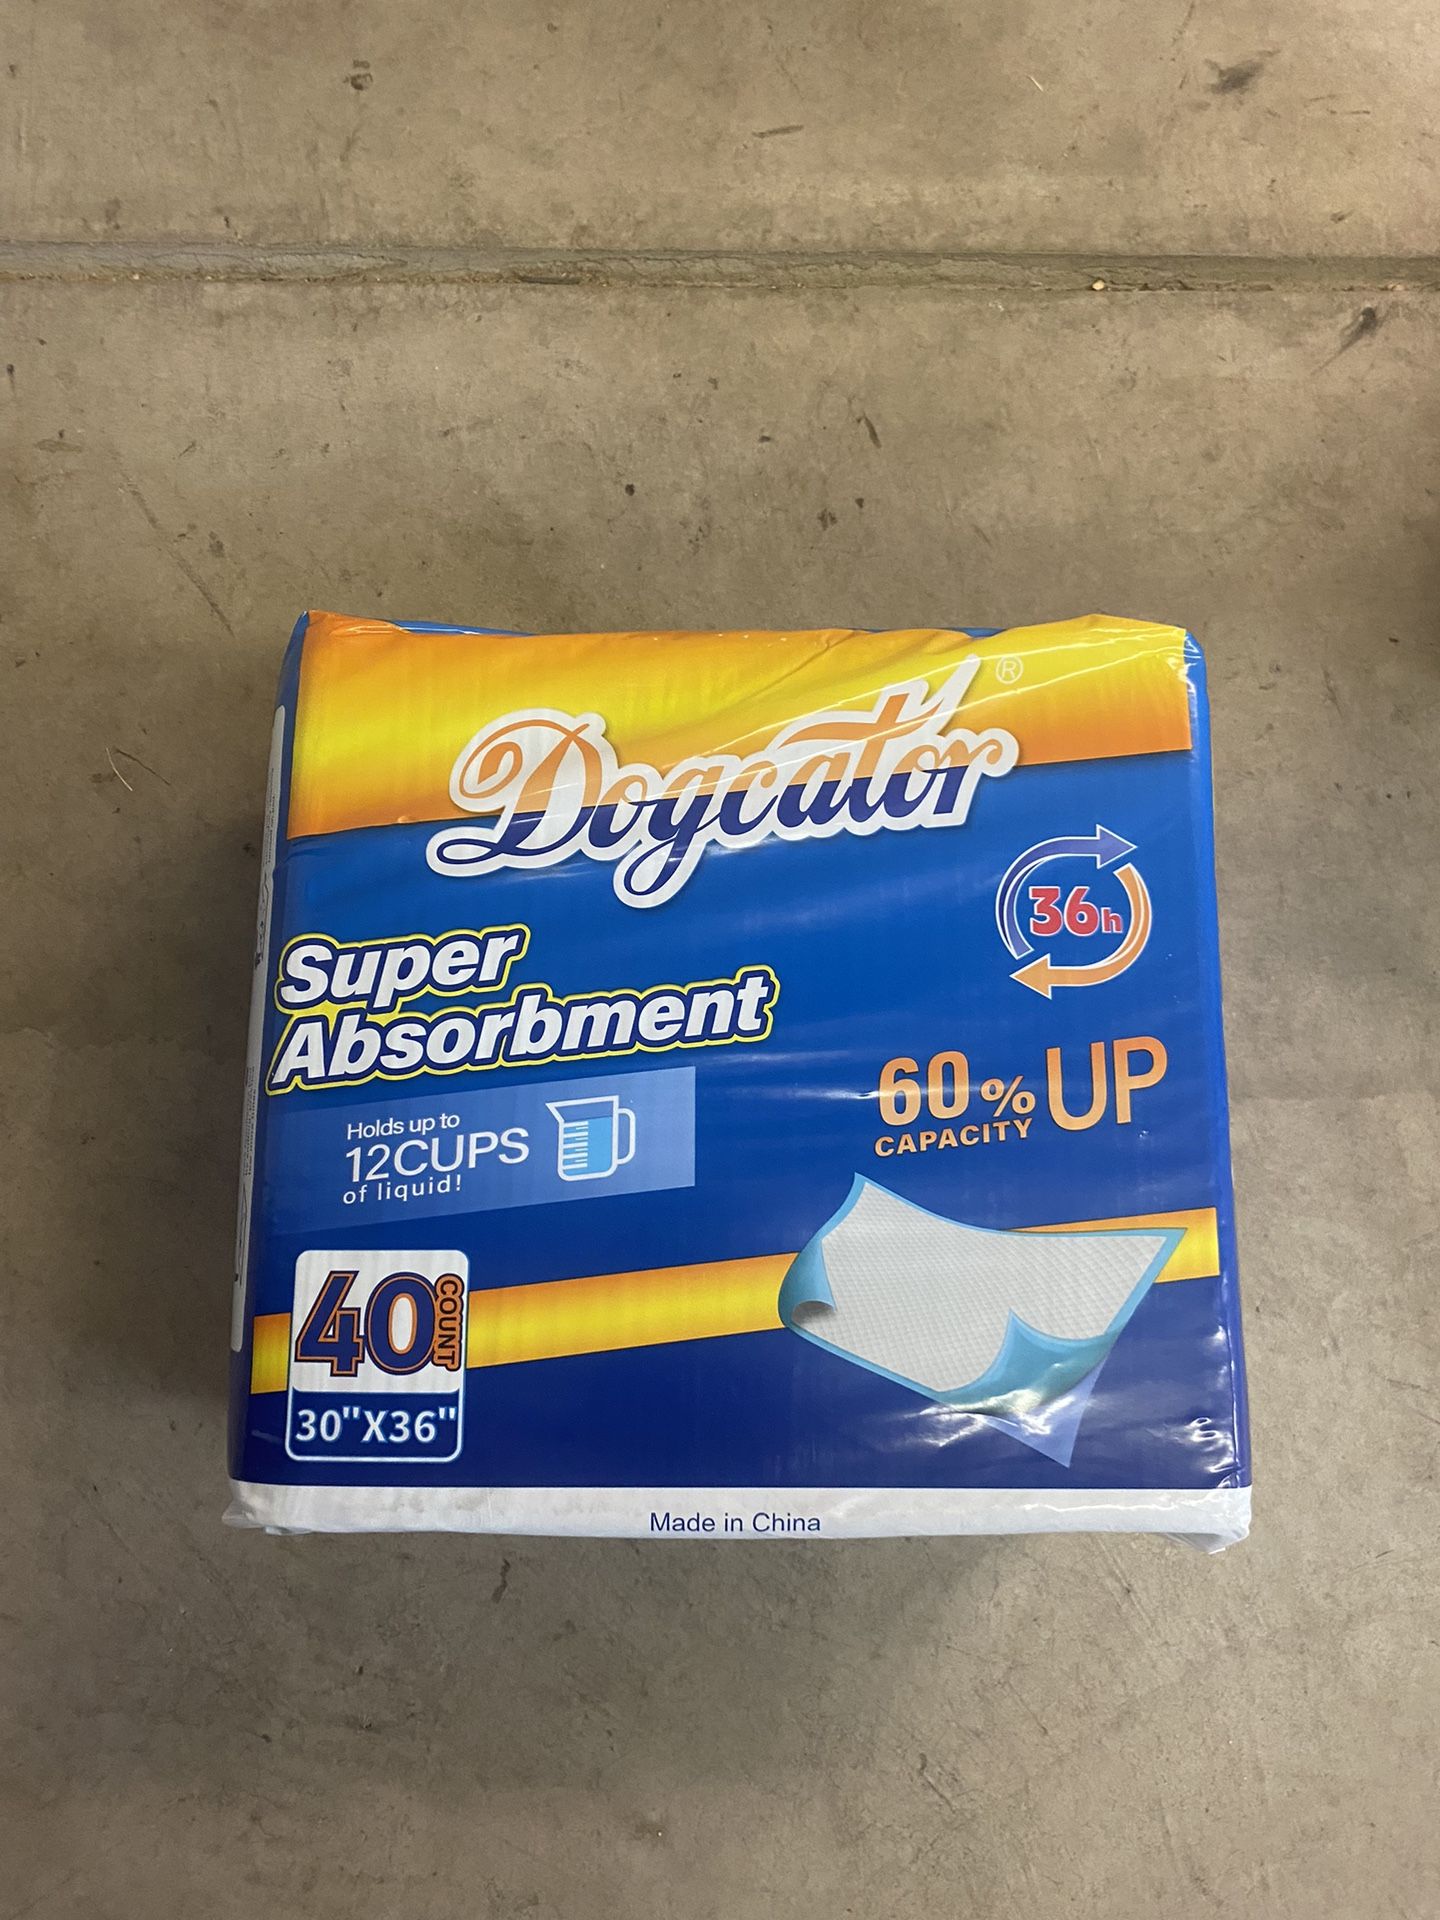 Dogcator®
36h
Super
Absorbment
60% UP
CAPACITY
Holds up to
12CUPS
of liquid!
40 COUNT
30"X36"
Made in China